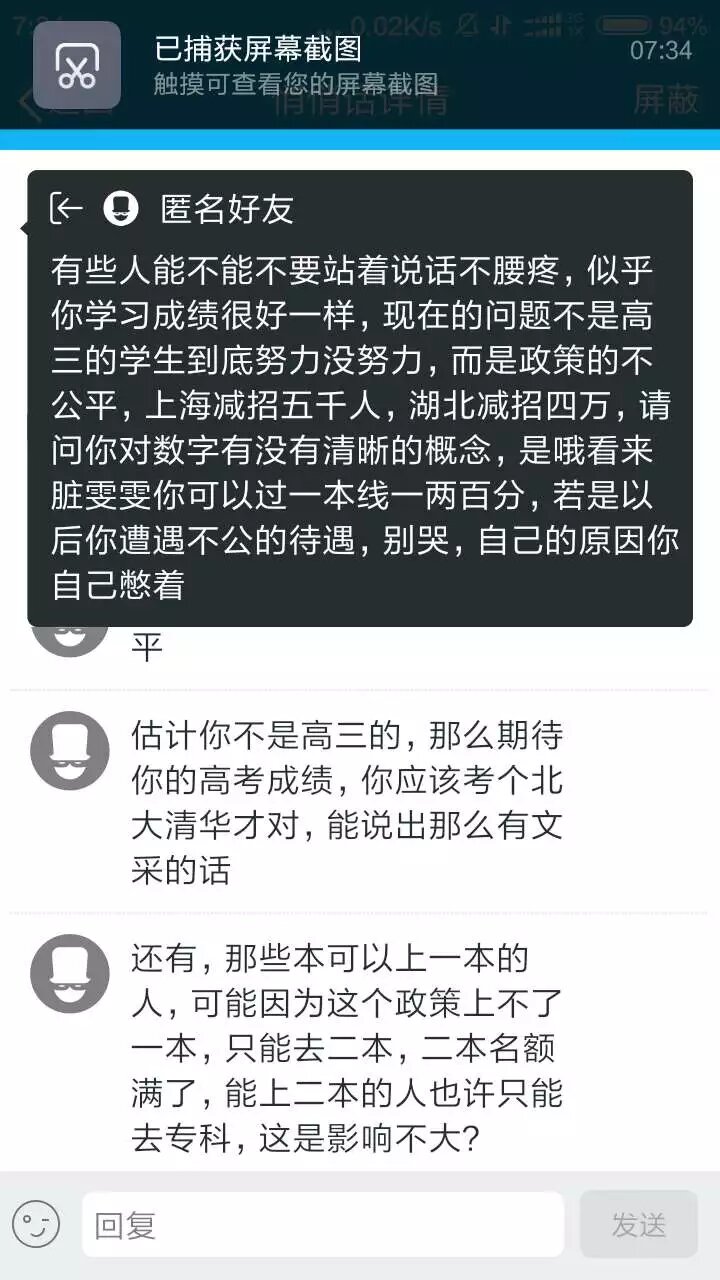 7:34 0.02K/s 94%
已捕获屏幕截图
07:34
触摸可查看您的屏幕截图
悄悄话详情
屏蔽
匿名好友
有些人能不能不要站着说话不腰疼,似乎
你学习成绩很好一样,现在的问题不是高
三的学生到底努力没努力,而是政策的不
公平,上海减招五千人,湖北减招四万,请
问你对数字有没有清晰的概念,是哦看来
脏雯雯你可以过一本线一两百分,若是以
后你遭遇不公的待遇,别哭,自己的原因你
自己憋着
平
估计你不是高三的,那么期待
你的高考成绩,你应该考个北
大清华才对,能说出那么有文
采的话
还有,那些本可以上一本的
人,可能因为这个政策上不了
一本,只能去二本,二本名额
满了,能上二本的人也许只能
去专科,这是影响不大?
回复
发送